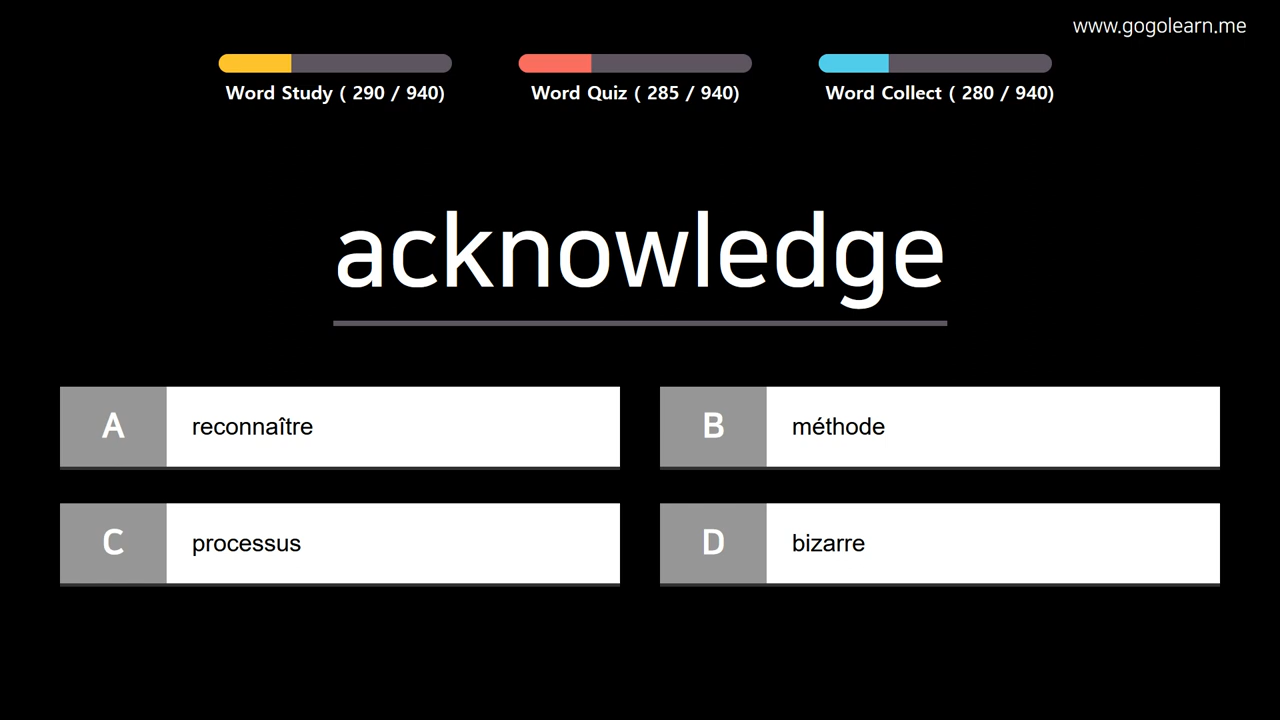 www.gogolearn.me
Word Study ( 290 / 940)
Word Quiz ( 285 / 940)
Word Collect ( 280 / 940)
acknowledge
A reconnaître
B méthode
C processus
D bizarre